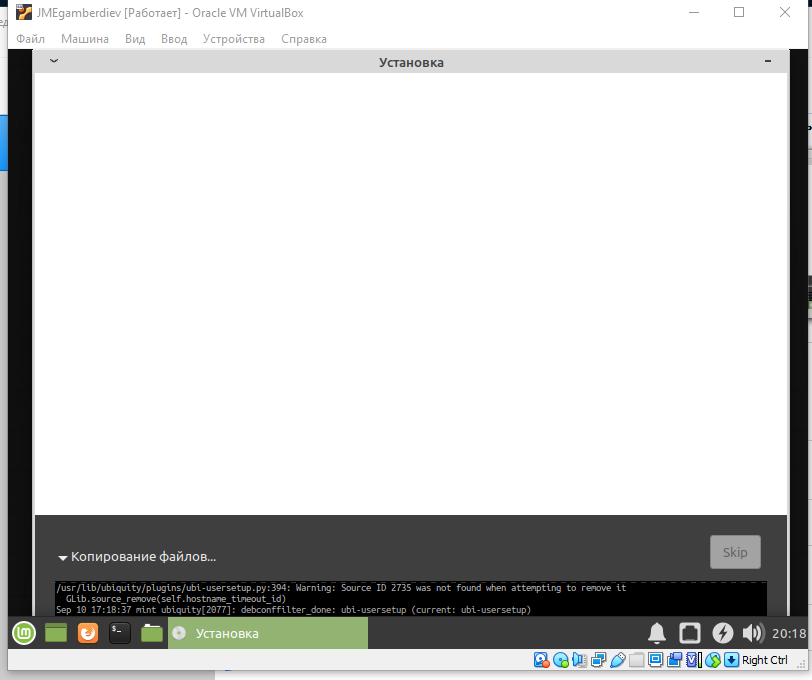 JMEgamberdiev [Работает] - Oracle VM VirtualBox
Файл Машина Вид Ввод Устройства Справка
Установка
Skip
Копирование файлов...
/usr/lib/ubiquity/plugins/ubi-usersetup.py:394: Warning: Source ID 2735 was not found when attempting to remove it
GLib.source_remove(self.hostname_timeout_id)
Sep 10 17:18:37 mint ubiquity[2077]: debconffilter_done: ubi-usersetup (current: ubi-usersetup)
Установка 20:18
Right Ctrl